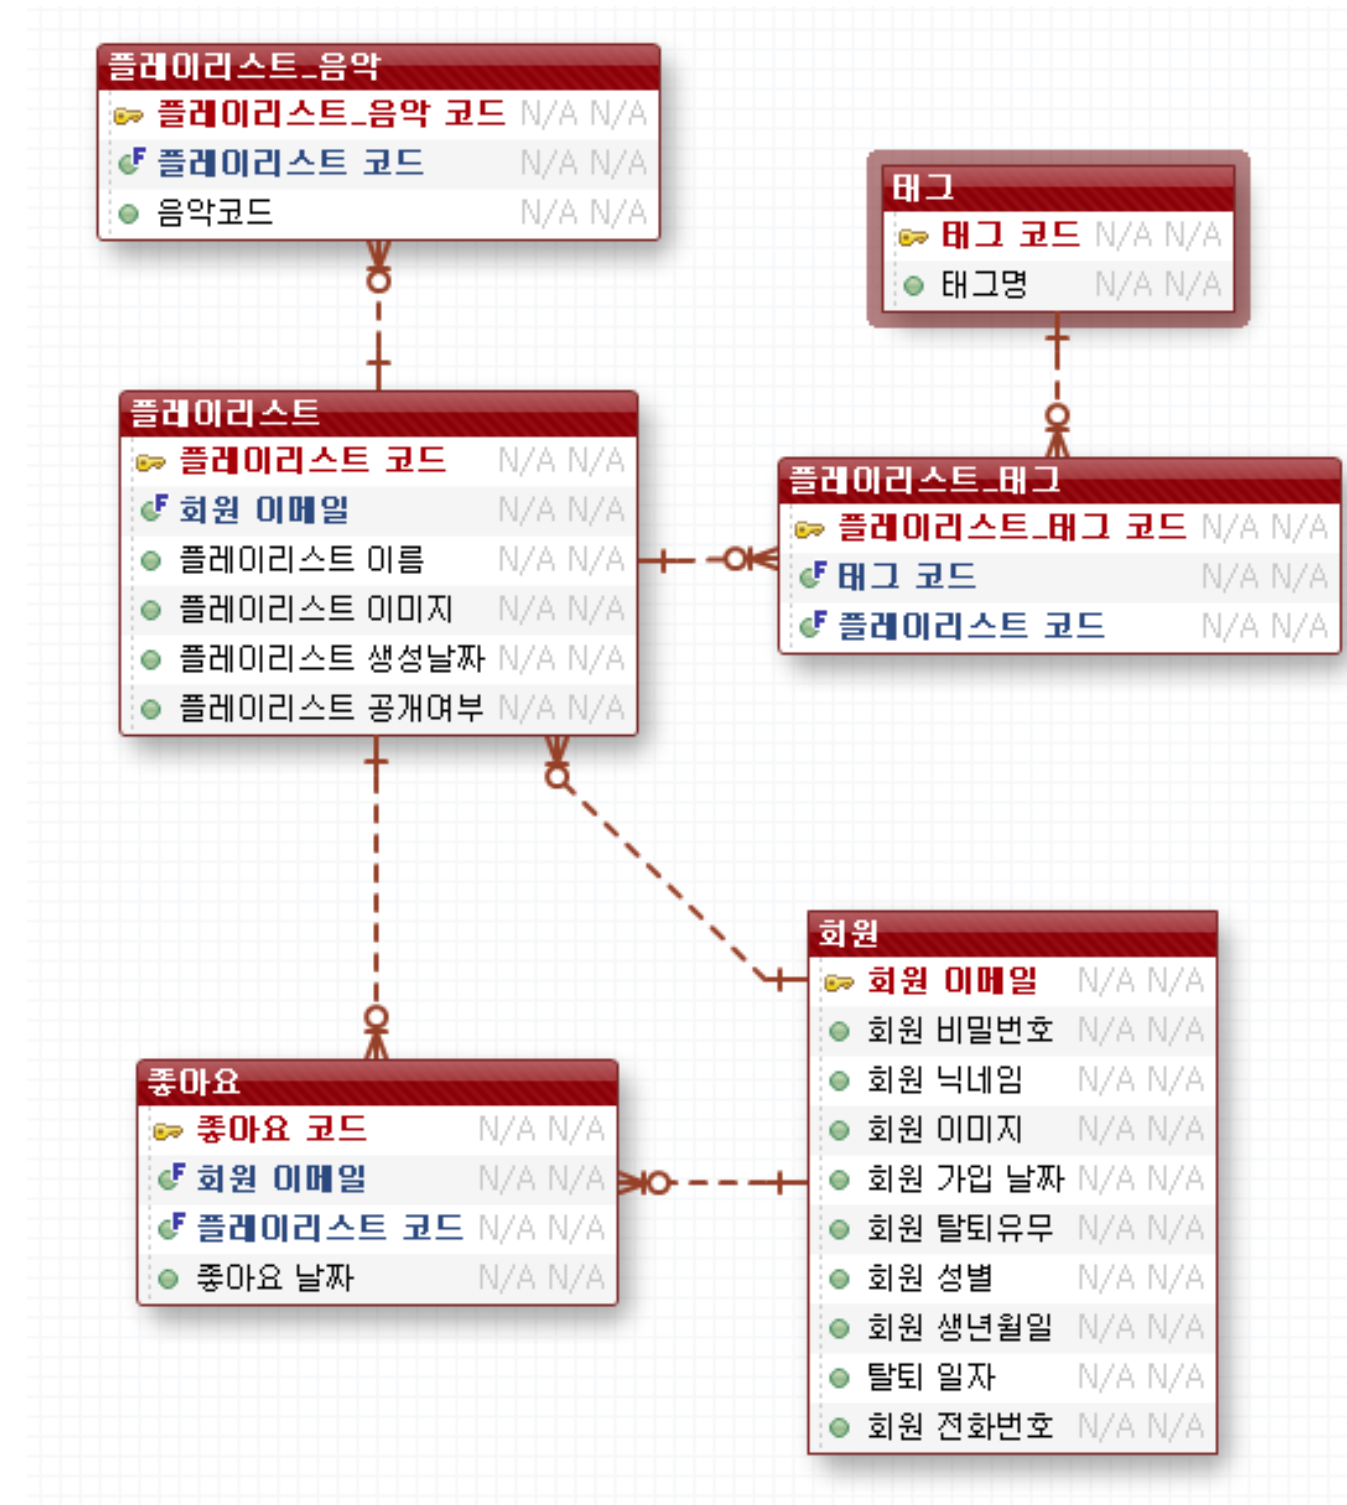 플레이리스트_음악
플레이리스트_음악 코드 N/A N/A
플레이리스트 코드 N/A N/A
음악코드 N/A N/A
태그
태그 코드 N/A N/A
태그명 N/A N/A
플레이리스트
플레이리스트 코드 N/A N/A
회원 이메일 N/A N/A
플레이리스트 이름 N/A N/A
플레이리스트 이미지 N/A N/A
플레이리스트 생성날짜 N/A N/A
플레이리스트 공개여부 N/A N/A
플레이리스트_태그
플레이리스트_태그 코드 N/A N/A
태그 코드 N/A N/A
플레이리스트 코드 N/A N/A
회원
회원 이메일 N/A N/A
회원 비밀번호 N/A N/A
회원 닉네임 N/A N/A
회원 이미지 N/A N/A
회원 가입 날짜 N/A N/A
회원 탈퇴유무 N/A N/A
회원 성별 N/A N/A
회원 생년월일 N/A N/A
탈퇴 일자 N/A N/A
회원 전화번호 N/A N/A
좋아요
좋아요 코드 N/A N/A
회원 이메일 N/A N/A
플레이리스트 코드 N/A N/A
좋아요 날짜 N/A N/A